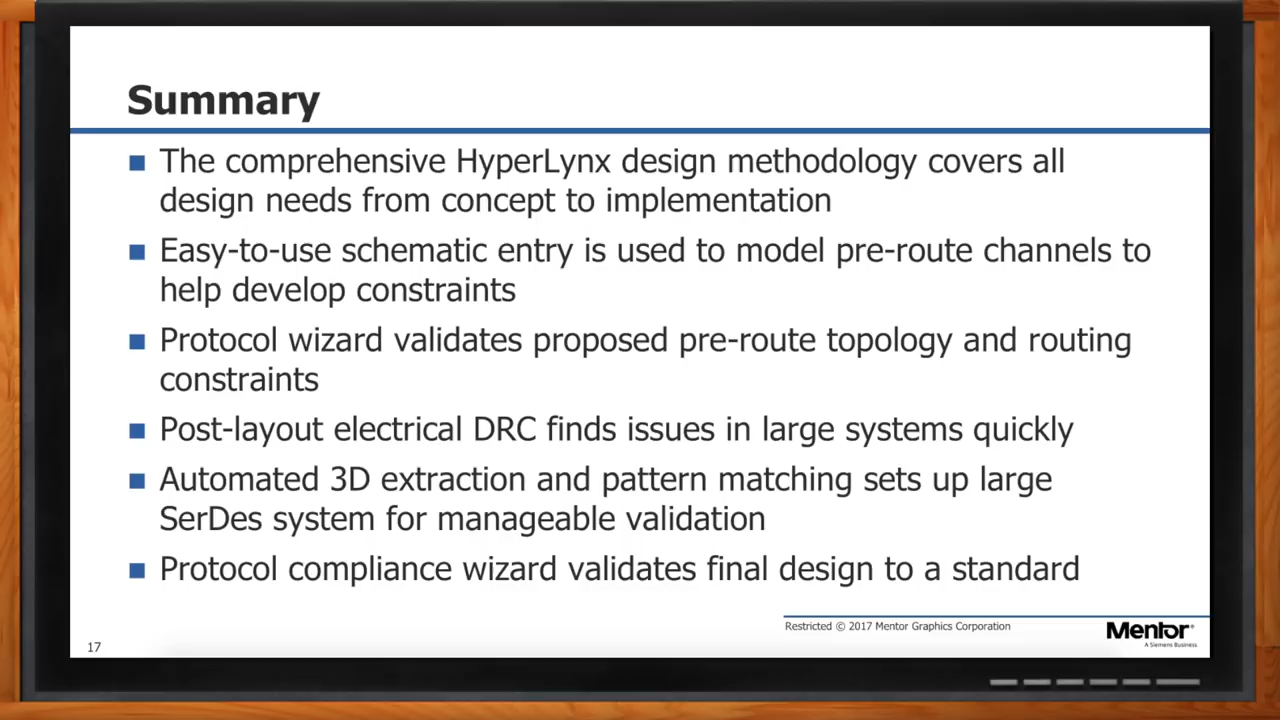 Summary
The comprehensive HyperLynx design methodology covers all
design needs from concept to implementation
Easy-to-use schematic entry is used to model pre-route channels to
help develop constraints
Protocol wizard validates proposed pre-route topology and routing
constraints
Post-layout electrical DRC finds issues in large systems quickly
Automated 3D extraction and pattern matching sets up large
SerDes system for manageable validation
Protocol compliance wizard validates final design to a standard
Restricted © 2017 Mentor Graphics Corporation
Mentor®
A Siemens Business
17